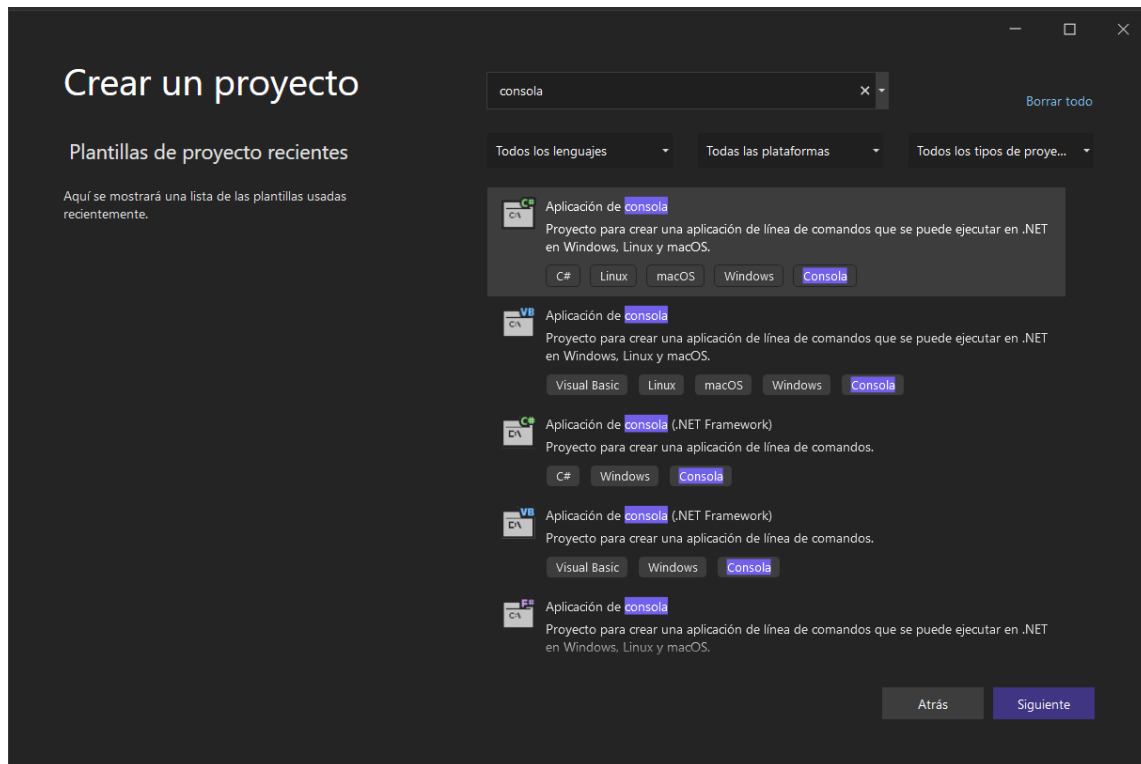 Crear un proyecto
Plantillas de proyecto recientes
Aquí se mostrará una lista de las plantillas usadas
recientemente.
consola
Borrar todo
Todos los lenguajes
Todas las plataformas
Todos los tipos de proye...
C#
C:\
Aplicación de consola
Proyecto para crear una aplicación de línea de comandos que se puede ejecutar en .NET
en Windows, Linux y macOS.
C# Linux macOS Windows Consola
VB
C:\
Aplicación de consola
Proyecto para crear una aplicación de línea de comandos que se puede ejecutar en .NET
en Windows, Linux y macOS.
Visual Basic Linux macOS Windows Consola
C#
Aplicación de consola (.NET Framework)
Proyecto para crear una aplicación de línea de comandos.
C# Windows Consola
VB
Aplicación de consola (.NET Framework)
Proyecto para crear una aplicación de línea de comandos.
Visual Basic Windows Consola
F#
C:\
Aplicación de consola
Proyecto para crear una aplicación de línea de comandos que se puede ejecutar en .NET
en Windows, Linux y macOS.
Atrás
Siguiente